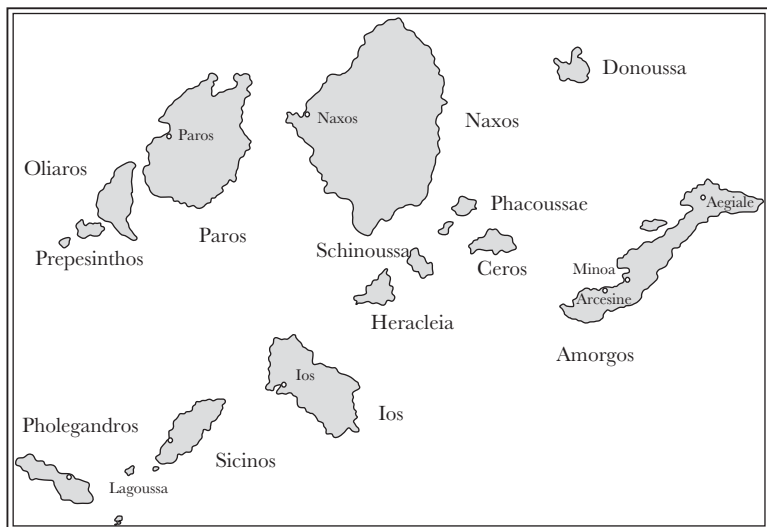 Donoussa
Naxos
Naxos
Paros
Oliaros
Aegiale
Phacoussae
Paros
Schinoussa
Prepesinthos
Ceros
Minoa
Arcesine
Heracleia
Amorgos
Ios
Ios
Pholegandros
Sicinos
Lagoussa